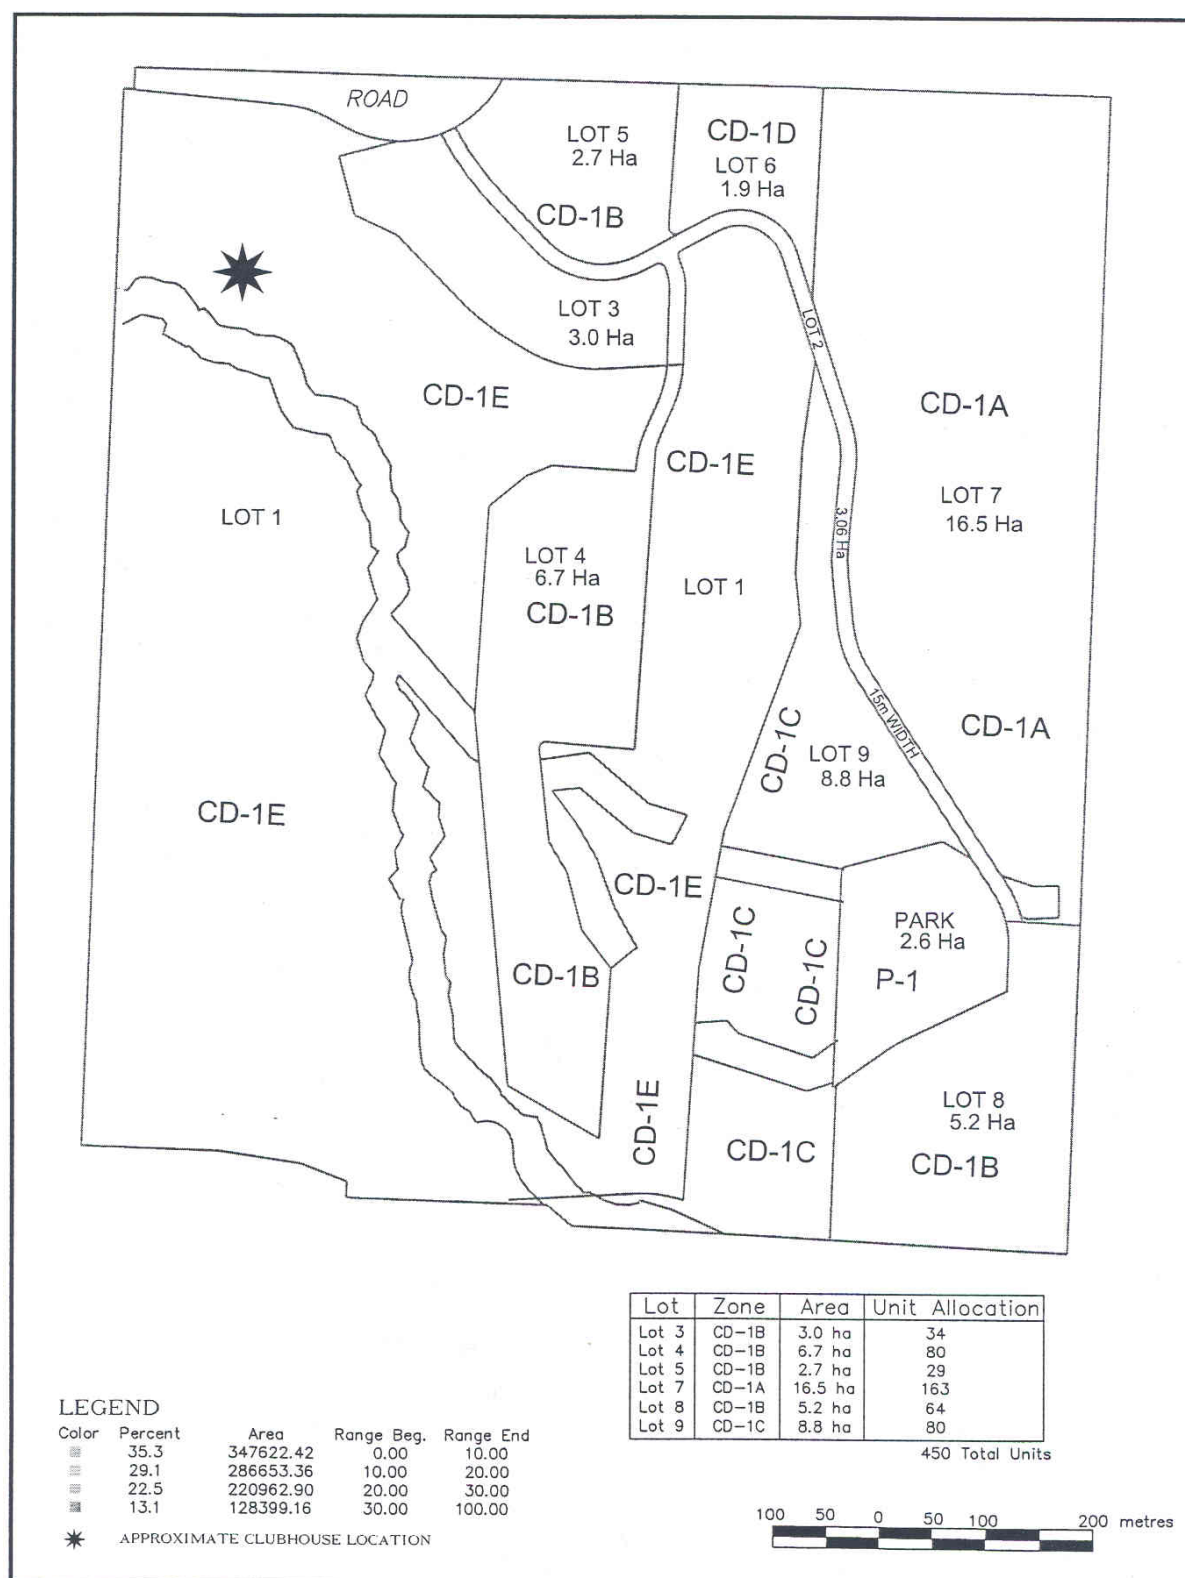 ROAD
LOT 5
2.7 Ha
CD-1D
LOT 6
1.9 Ha
CD-1B
LOT 3
3.0 Ha
LOT 2
CD-1E
CD-1A
CD-1E
LOT 7
16.5 Ha
LOT 1
3.06 Ha
LOT 4
6.7 Ha
CD-1B
LOT 1
15m WIDTH
CD-1A
CD-1C
LOT 9
8.8 Ha
CD-1E
CD-1E
PARK
2.6 Ha
P-1
CD-1C
CD-1C
CD-1B
LOT 8
5.2 Ha
CD-1E
CD-1C
CD-1B
Lot Zone Area Unit Allocation
Lot 3 CD-1B 3.0 ha 34
Lot 4 CD-1B 6.7 ha 80
Lot 5 CD-1B 2.7 ha 29
Lot 7 CD-1A 16.5 ha 163
Lot 8 CD-1B 5.2 ha 64
Lot 9 CD-1C 8.8 ha 80
450 Total Units
LEGEND
Color Percent Area Range Beg. Range End
35.3 347622.42 0.00 10.00
29.1 286653.36 10.00 20.00
22.5 220962.90 20.00 30.00
13.1 128399.16 30.00 100.00
APPROXIMATE CLUBHOUSE LOCATION
100 50 0 50 100 200 metres